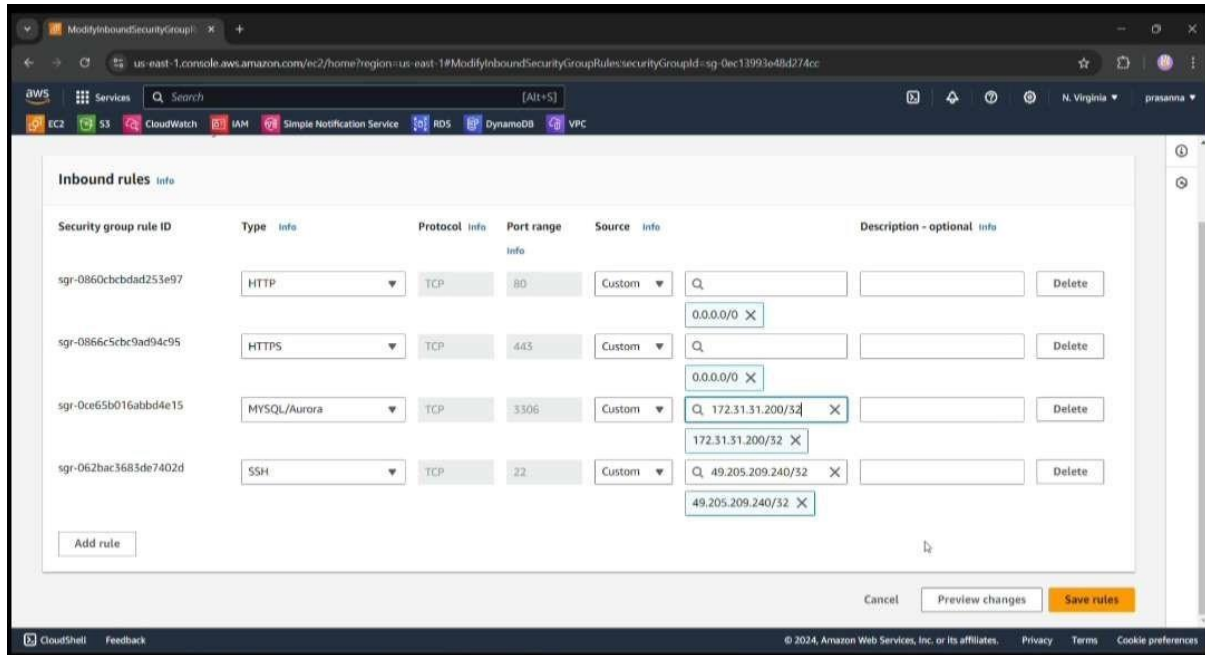 ModifyInboundSecurityGroupR
us-east-1.console.aws.amazon.com/ec2/home?region=us-east-1#ModifyInboundSecurityGroupRules:securityGroupId=sg-0ec13993e48d274cc
aws Services Search [Alt+S] N. Virginia prasanna
EC2 S3 CloudWatch IAM Simple Notification Service RDS DynamoDB VPC
Inbound rules Info
Security group rule ID Type Info Protocol Info Port range Info Source Info Description - optional Info
sgr-0860cbcbdad253e97 HTTP TCP 80 Custom Delete
0.0.0.0/0
sgr-0866c5cbc9ad94c95 HTTPS TCP 443 Custom Delete
0.0.0.0/0
sgr-0ce65b016abbd4e15 MYSQL/Aurora TCP 3306 Custom 172.31.31.200/32 Delete
172.31.31.200/32
sgr-062bac3683de7402d SSH TCP 22 Custom 49.205.209.240/32 Delete
49.205.209.240/32
Add rule
Cancel Preview changes Save rules
CloudShell Feedback © 2024, Amazon Web Services, Inc. or its affiliates. Privacy Terms Cookie preferences